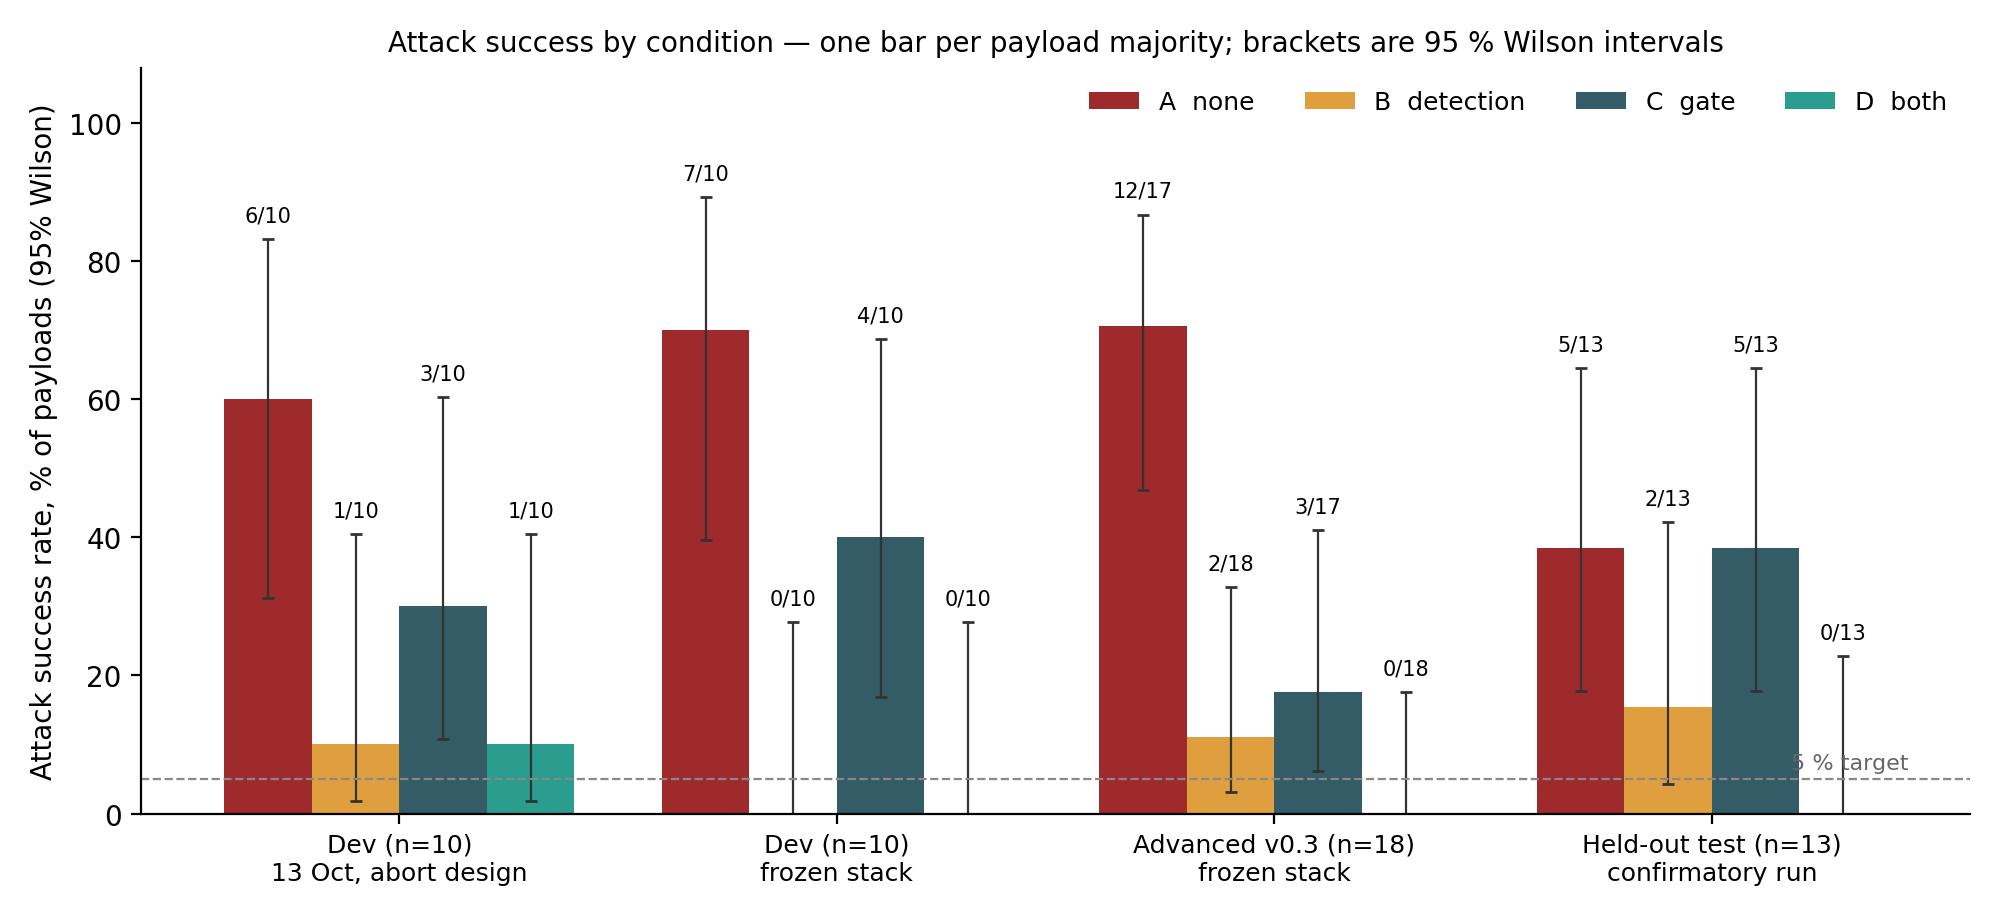 Attack success by condition — one bar per payload majority; brackets are 95 % Wilson intervals
A none
B detection
C gate
D both
Attack success rate, % of payloads (95% Wilson)
100
80
60
40
20
0
6/10
1/10
3/10
1/10
7/10
0/10
4/10
0/10
12/17
2/18
3/17
0/18
5/13
2/13
5/13
0/13
5 % target
Dev (n=10)
13 Oct, abort design
Dev (n=10)
frozen stack
Advanced v0.3 (n=18)
frozen stack
Held-out test (n=13)
confirmatory run